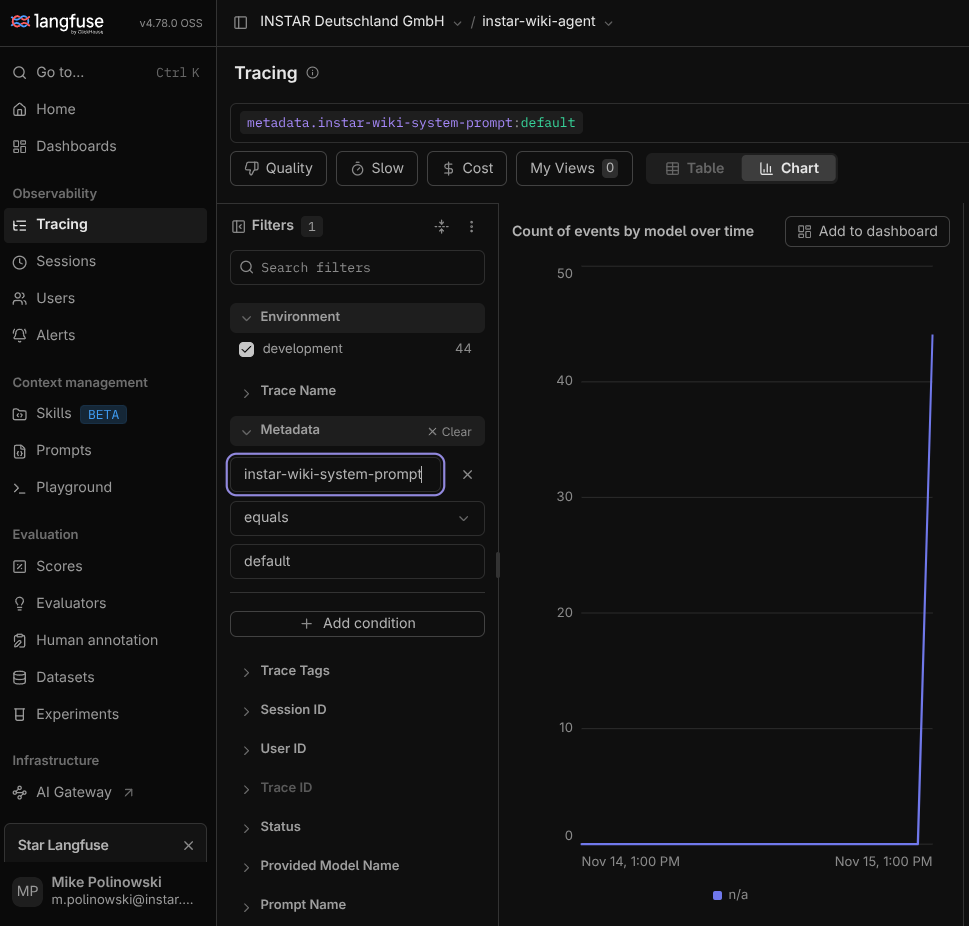 langfuse
by ClickHouse
v4.78.0 OSS
INSTAR Deutschland GmbH / instar-wiki-agent
Go to... Ctrl K
Home
Dashboards
Observability
Tracing
Sessions
Users
Alerts
Context management
Skills BETA
Prompts
Playground
Evaluation
Scores
Evaluators
Human annotation
Datasets
Experiments
Infrastructure
AI Gateway
Star Langfuse
MP
Mike Polinowski
m.polinowski@instar....
Tracing
metadata.instar-wiki-system-prompt:default
Quality
Slow
Cost
My Views 0
Table
Chart
Filters 1
Search filters
Environment
development 44
Trace Name
Metadata Clear
instar-wiki-system-prompt
equals
default
Add condition
Trace Tags
Session ID
User ID
Trace ID
Status
Provided Model Name
Prompt Name
Count of events by model over time
Add to dashboard
50
40
30
20
10
0
Nov 14, 1:00 PM
Nov 15, 1:00 PM
n/a